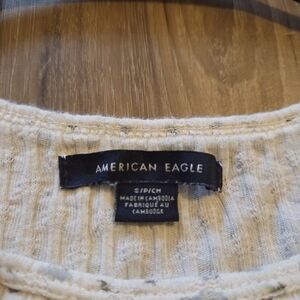 AMERICAN EAGLE
S/P/CH
MADE IN CAMBODIA
FABRIQUÉ AU
CAMBODGE